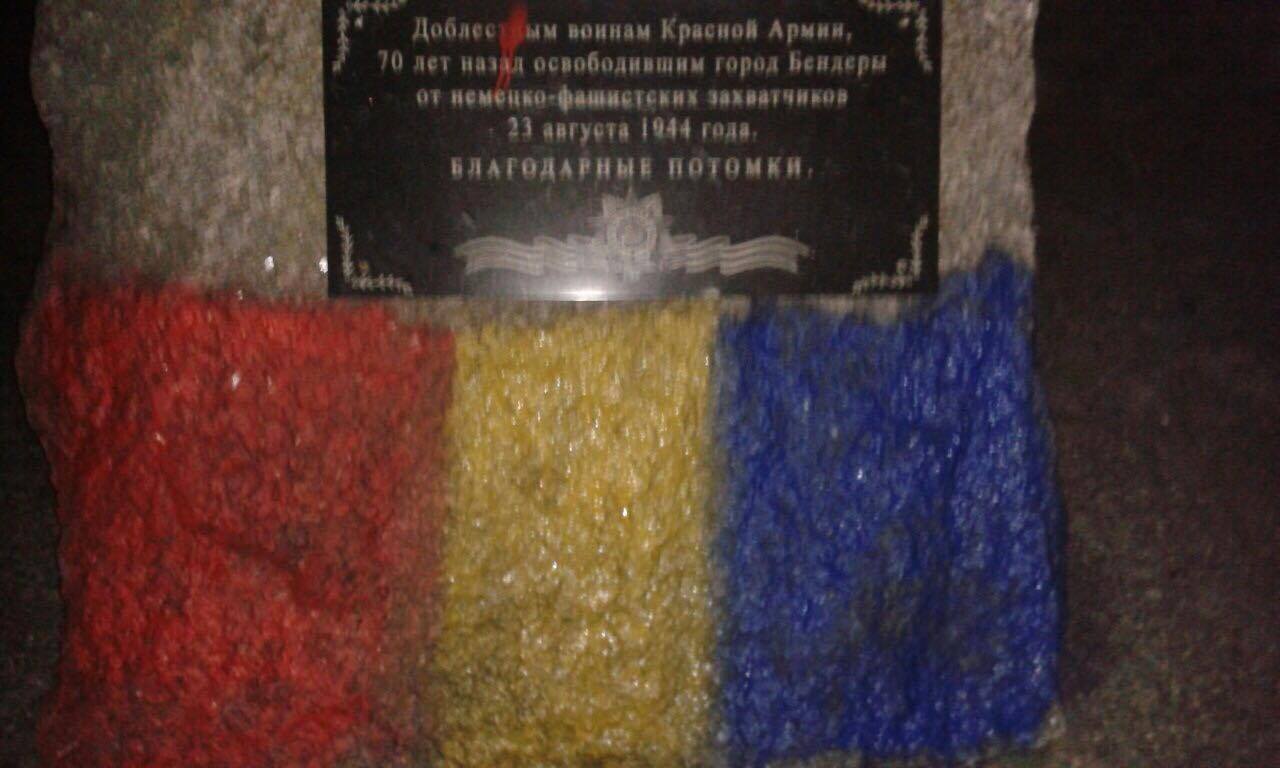 Доблестным воинам Красной Армии,
70 лет назад освободившим город Бендеры
от немецко-фашистских захватчиков
23 августа 1944 года.
БЛАГОДАРНЫЕ ПОТОМКИ.